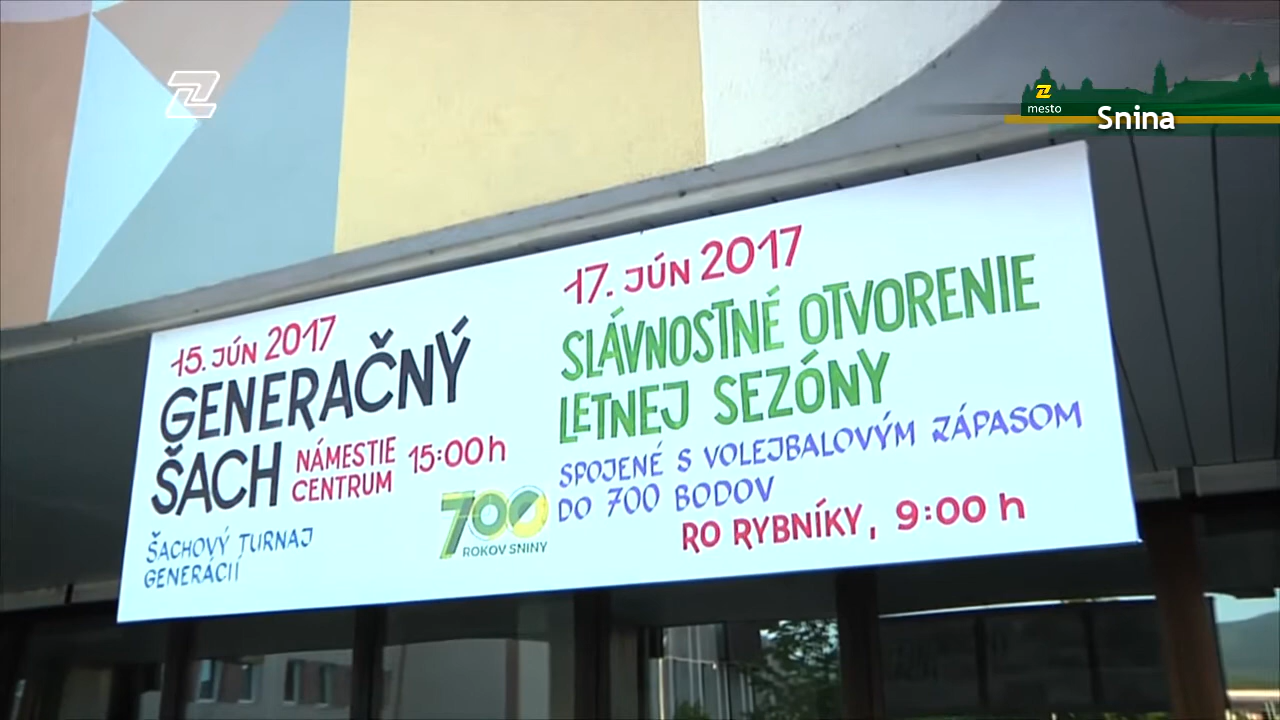 Z
Z
mesto
Snina
15. JÚN 2017
GENERAČNÝ
ŠACH
NÁMESTIE
CENTRUM
15:00 h
ŠACHOVÝ TURNAJ
GENERÁCIÍ
700
ROKOV SNINY
17. JÚN 2017
SLÁVNOSTNÉ OTVORENIE
LETNEJ SEZÓNY
SPOJENÉ S VOLEJBALOVÝM ZÁPASOM
DO 700 BODOV
RO RYBNÍKY, 9:00 h